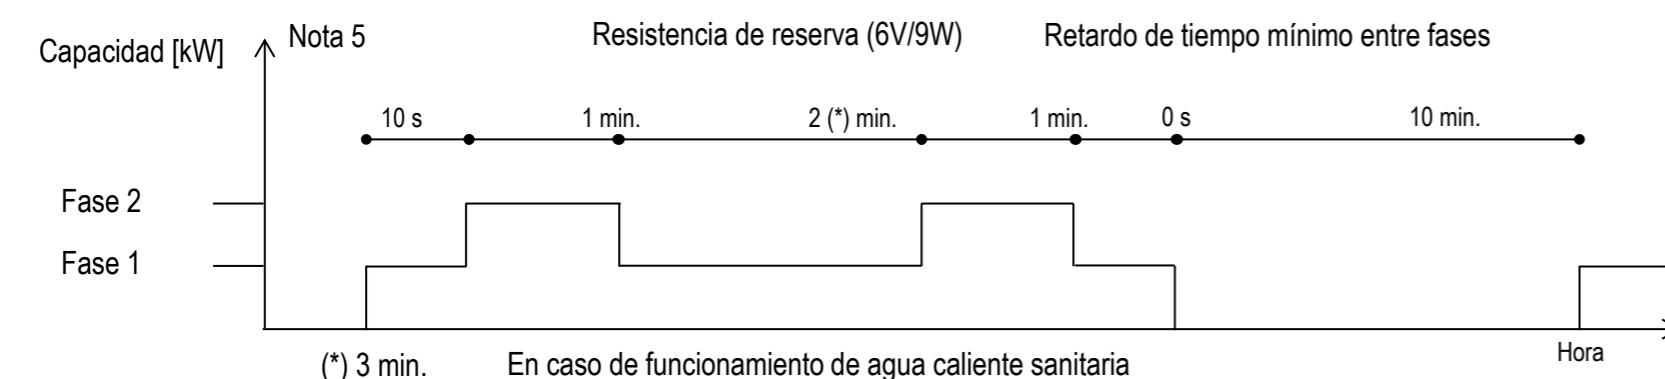 Capacidad [kW]
Nota 5
Resistencia de reserva (6V/9W)
Retardo de tiempo mínimo entre fases
10 s
1 min.
2 (*) min.
1 min.
0 s
10 min.
Fase 2
Fase 1
Hora
(*) 3 min.
En caso de funcionamiento de agua caliente sanitaria